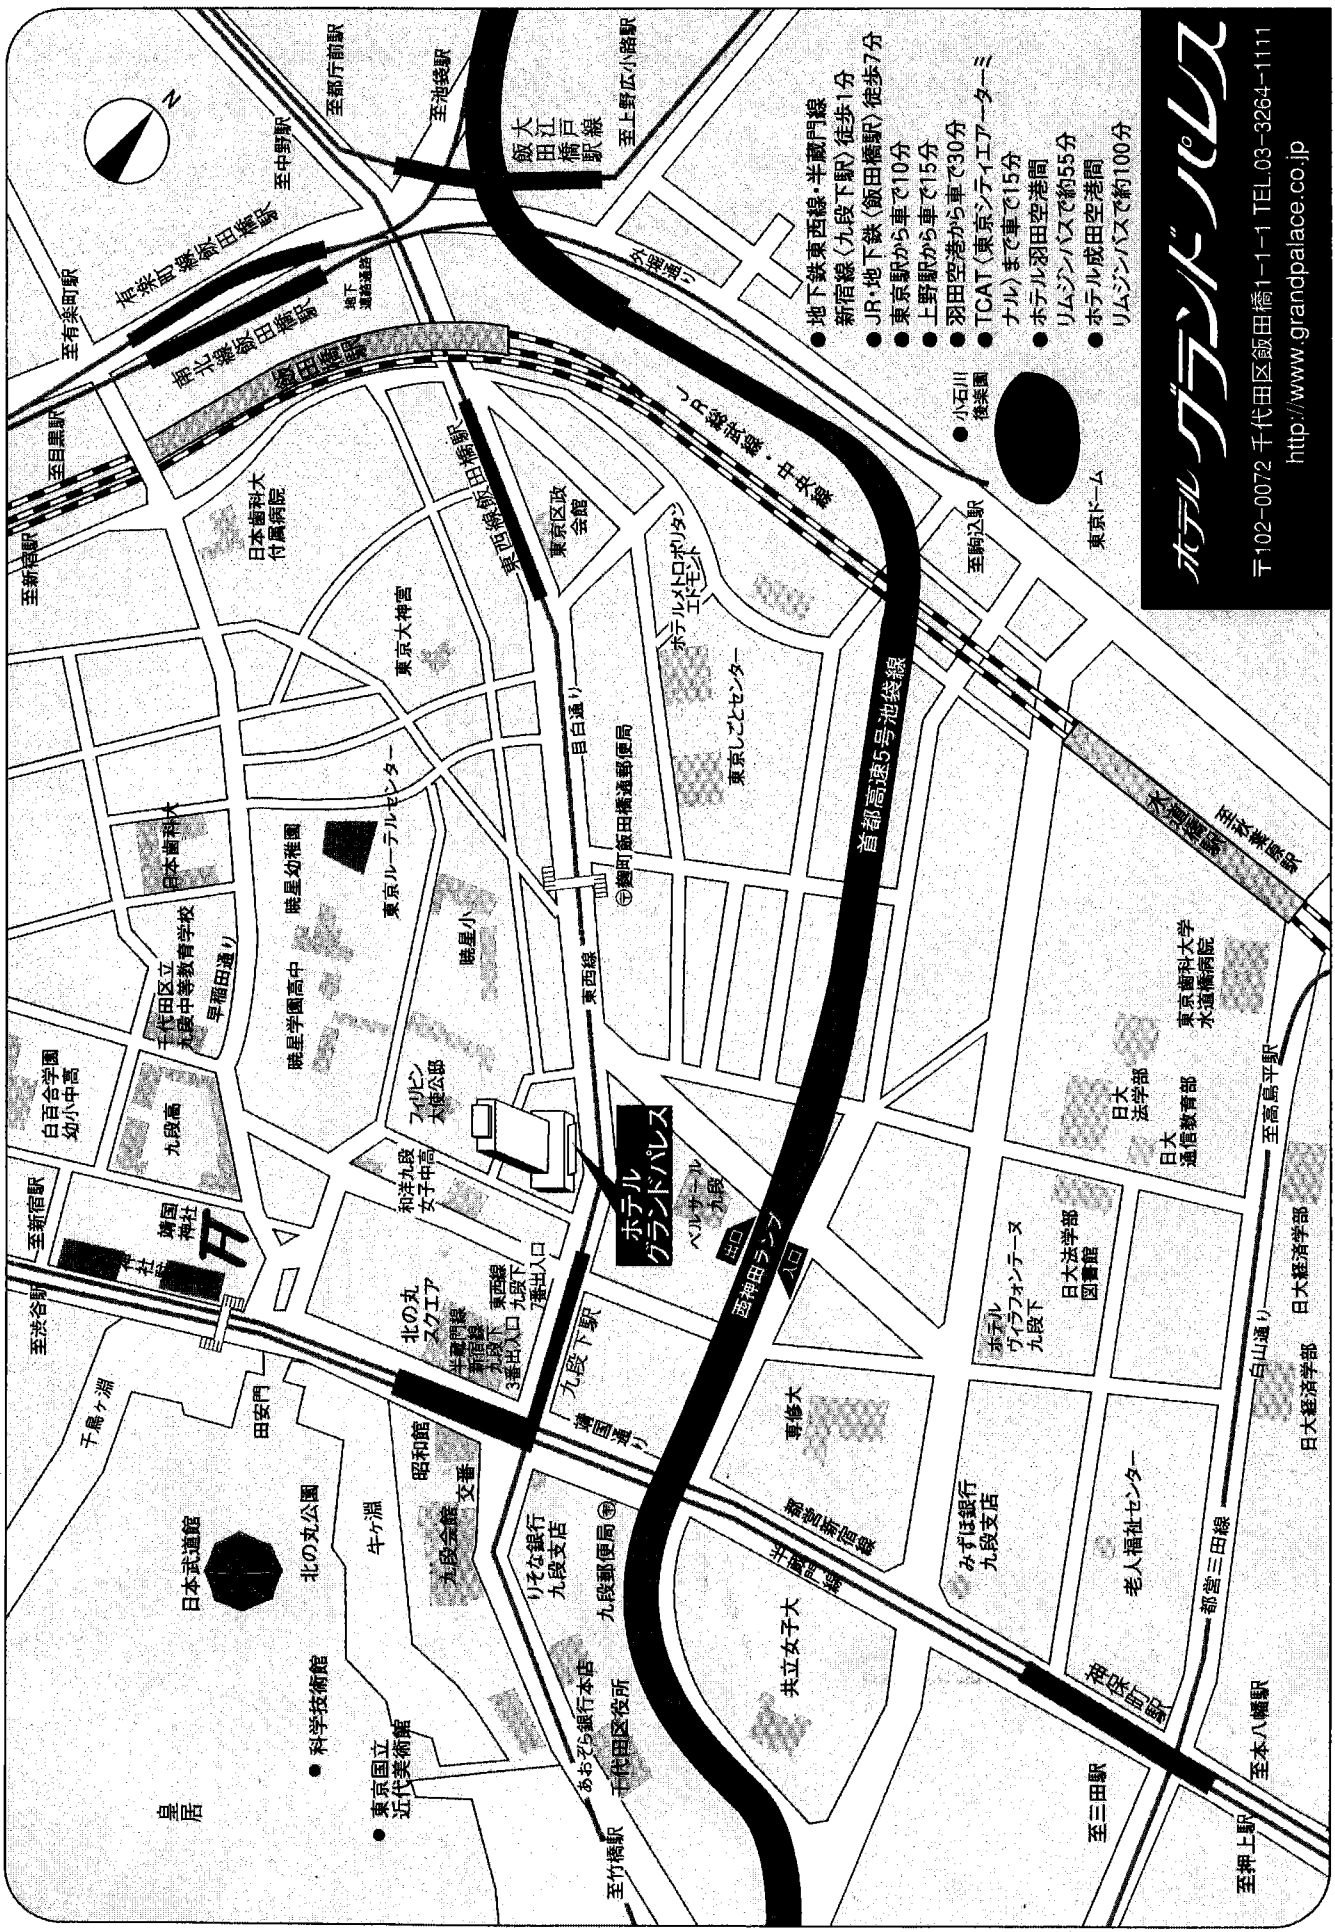 ホテル グランドパレス
〒102-0072 千代田区飯田橋1-1-1 TEL.03-3264-1111
http://www.grandpalace.co.jp
●地下鉄東西線・半蔵門線
新宿線〈九段下駅〉徒歩1分
●JR・地下鉄〈飯田橋駅〉徒歩7分
●東京駅から車で10分
●上野駅から車で15分
●羽田空港から車で30分
●TCAT〈東京シティエアーターミ
ナル〉まで車で15分
●ホテル羽田空港間
リムジンバスで約55分
●ホテル成田空港間
リムジンバスで約100分
N
至都庁前駅
至中野駅
至池袋駅
大江戸線
飯田橋駅
至上野広小路駅
有楽町線飯田橋駅
至有楽町駅
南北線飯田橋駅
地下
連絡通路
外堀通り
飯田橋駅
至目黒駅
至新宿駅
日本歯科大
付属病院
東西線飯田橋駅
東京区政
会館
JR総武線・中央線
●小石川
後楽園
東京ドーム
至駒込駅
ホテルメトロポリタン
エドモント
東京大神宮
東京しごとセンター
目白通り
首都高速5号池袋線
〒麹町飯田橋通郵便局
東京ルーテルセンター
暁星幼稚園
日本歯科大
水道橋駅
至秋葉原駅
千代田区立
九段中等教育学校
早稲田通り
暁星学園高中
暁星小
東西線
東京歯科大学
水道橋病院
白百合学園
幼小中高
九段高
フィリピン
大使公邸
和洋九段
女子中高
ホテル
グランドパレス
ベルサール
九段
出口
西神田ランプ
入口
日大
法学部
日大
通信教育部
至高島平駅
至新宿駅
至渋谷駅
靖国
神社
北の丸
スクエア
半蔵門線
新宿線
九段下
3番出入口
東西線
九段下
7番出入口
九段下駅
靖国通り
ホテル
ヴィラフォンテーヌ
九段下
日大法学部
図書館
白山通り
日大経済学部
日大経済学部
千鳥ヶ淵
田安門
日本武道館
北の丸公園
牛ヶ淵
昭和館
九段会館
交番
りそな銀行
九段支店
九段郵便局〒
専修大
都営新宿線
半蔵門線
みずほ銀行
九段支店
老人福祉センター
都営三田線
共立女子大
神保町駅
●科学技術館
●東京国立
近代美術館
皇居
あおぞら銀行本店
千代田区役所
至竹橋駅
至三田駅
至本八幡駅
至押上駅